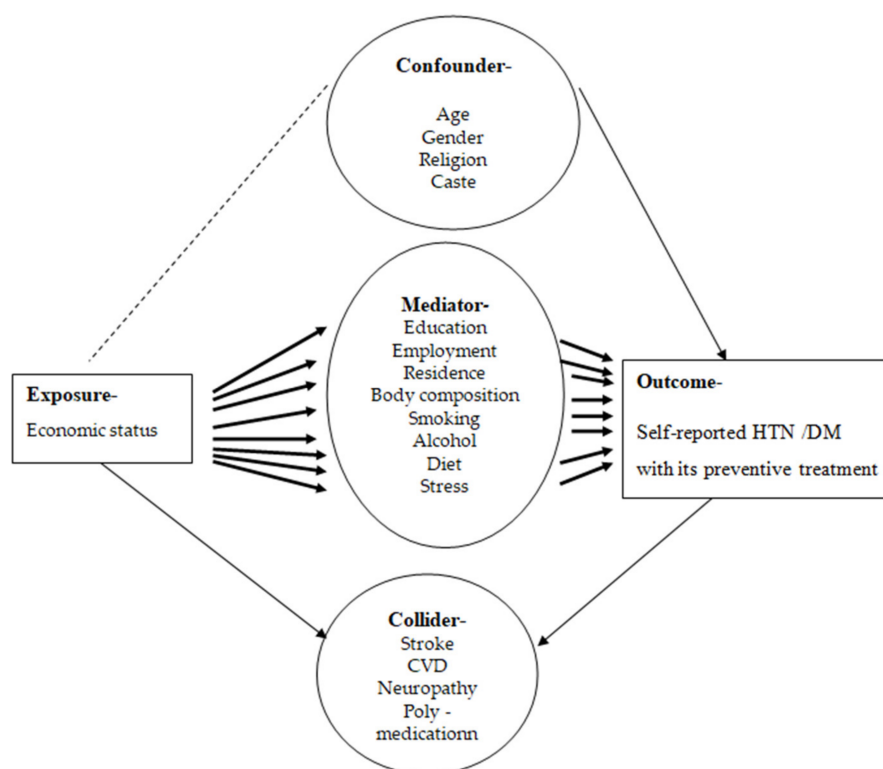 Confounder-
Age
Gender
Religion
Caste
Mediator-
Education
Employment
Residence
Body composition
Smoking
Alcohol
Diet
Stress
Exposure-
Economic status
Outcome-
Self-reported HTN /DM
with its preventive treatment
Collider-
Stroke
CVD
Neuropathy
Poly -
medicationn